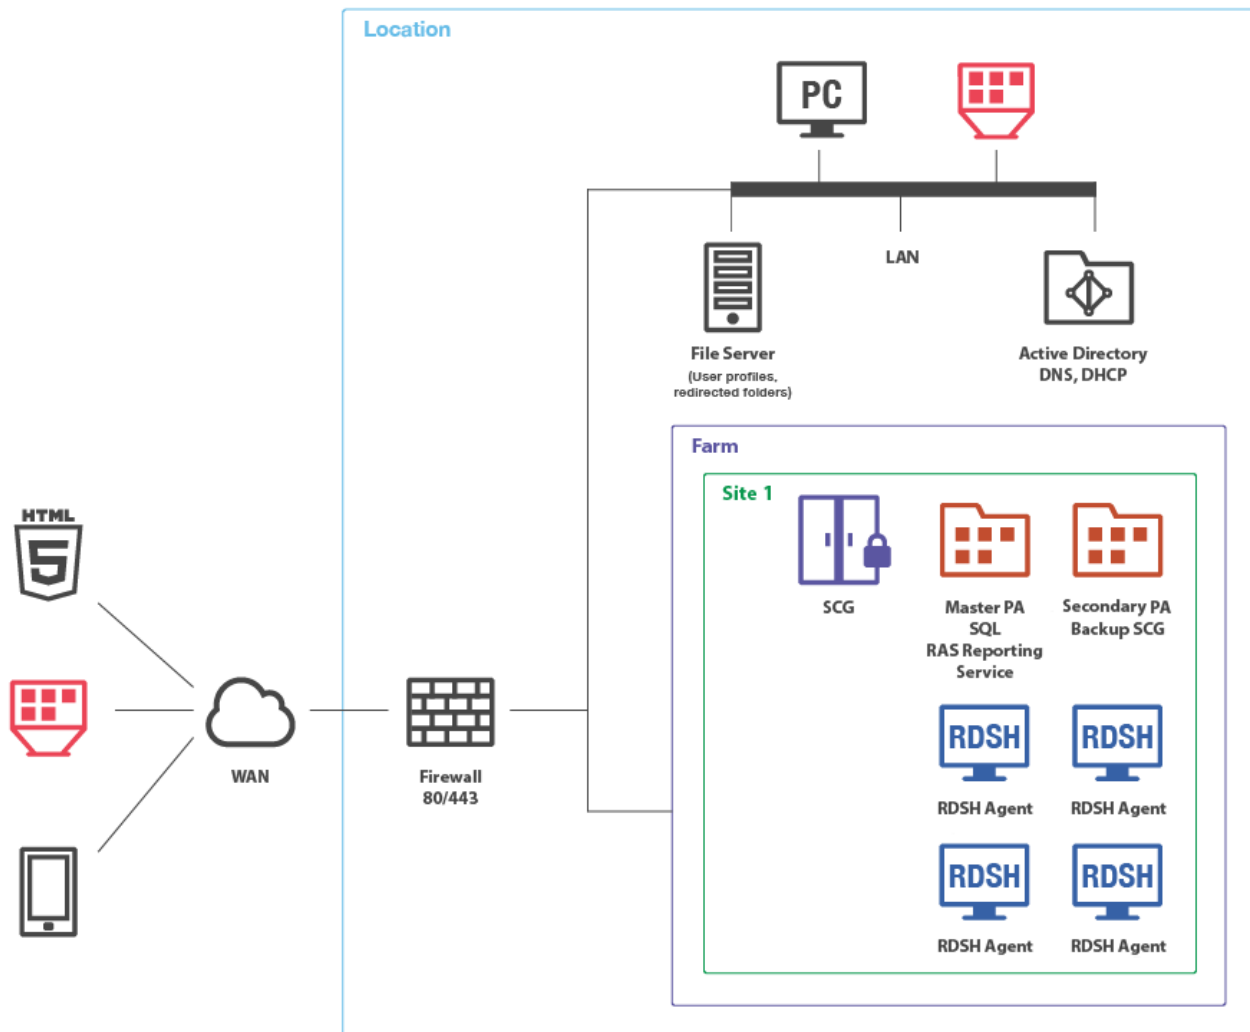 Location
PC
LAN
File Server
(User profiles,
redirected folders)
Active Directory
DNS, DHCP
Farm
Site 1
SCG
Master PA
SQL
RAS Reporting
Service
Secondary PA
Backup SCG
HTML
5
WAN
Firewall
80/443
RDSH
RDSH Agent
RDSH
RDSH Agent
RDSH
RDSH Agent
RDSH
RDSH Agent